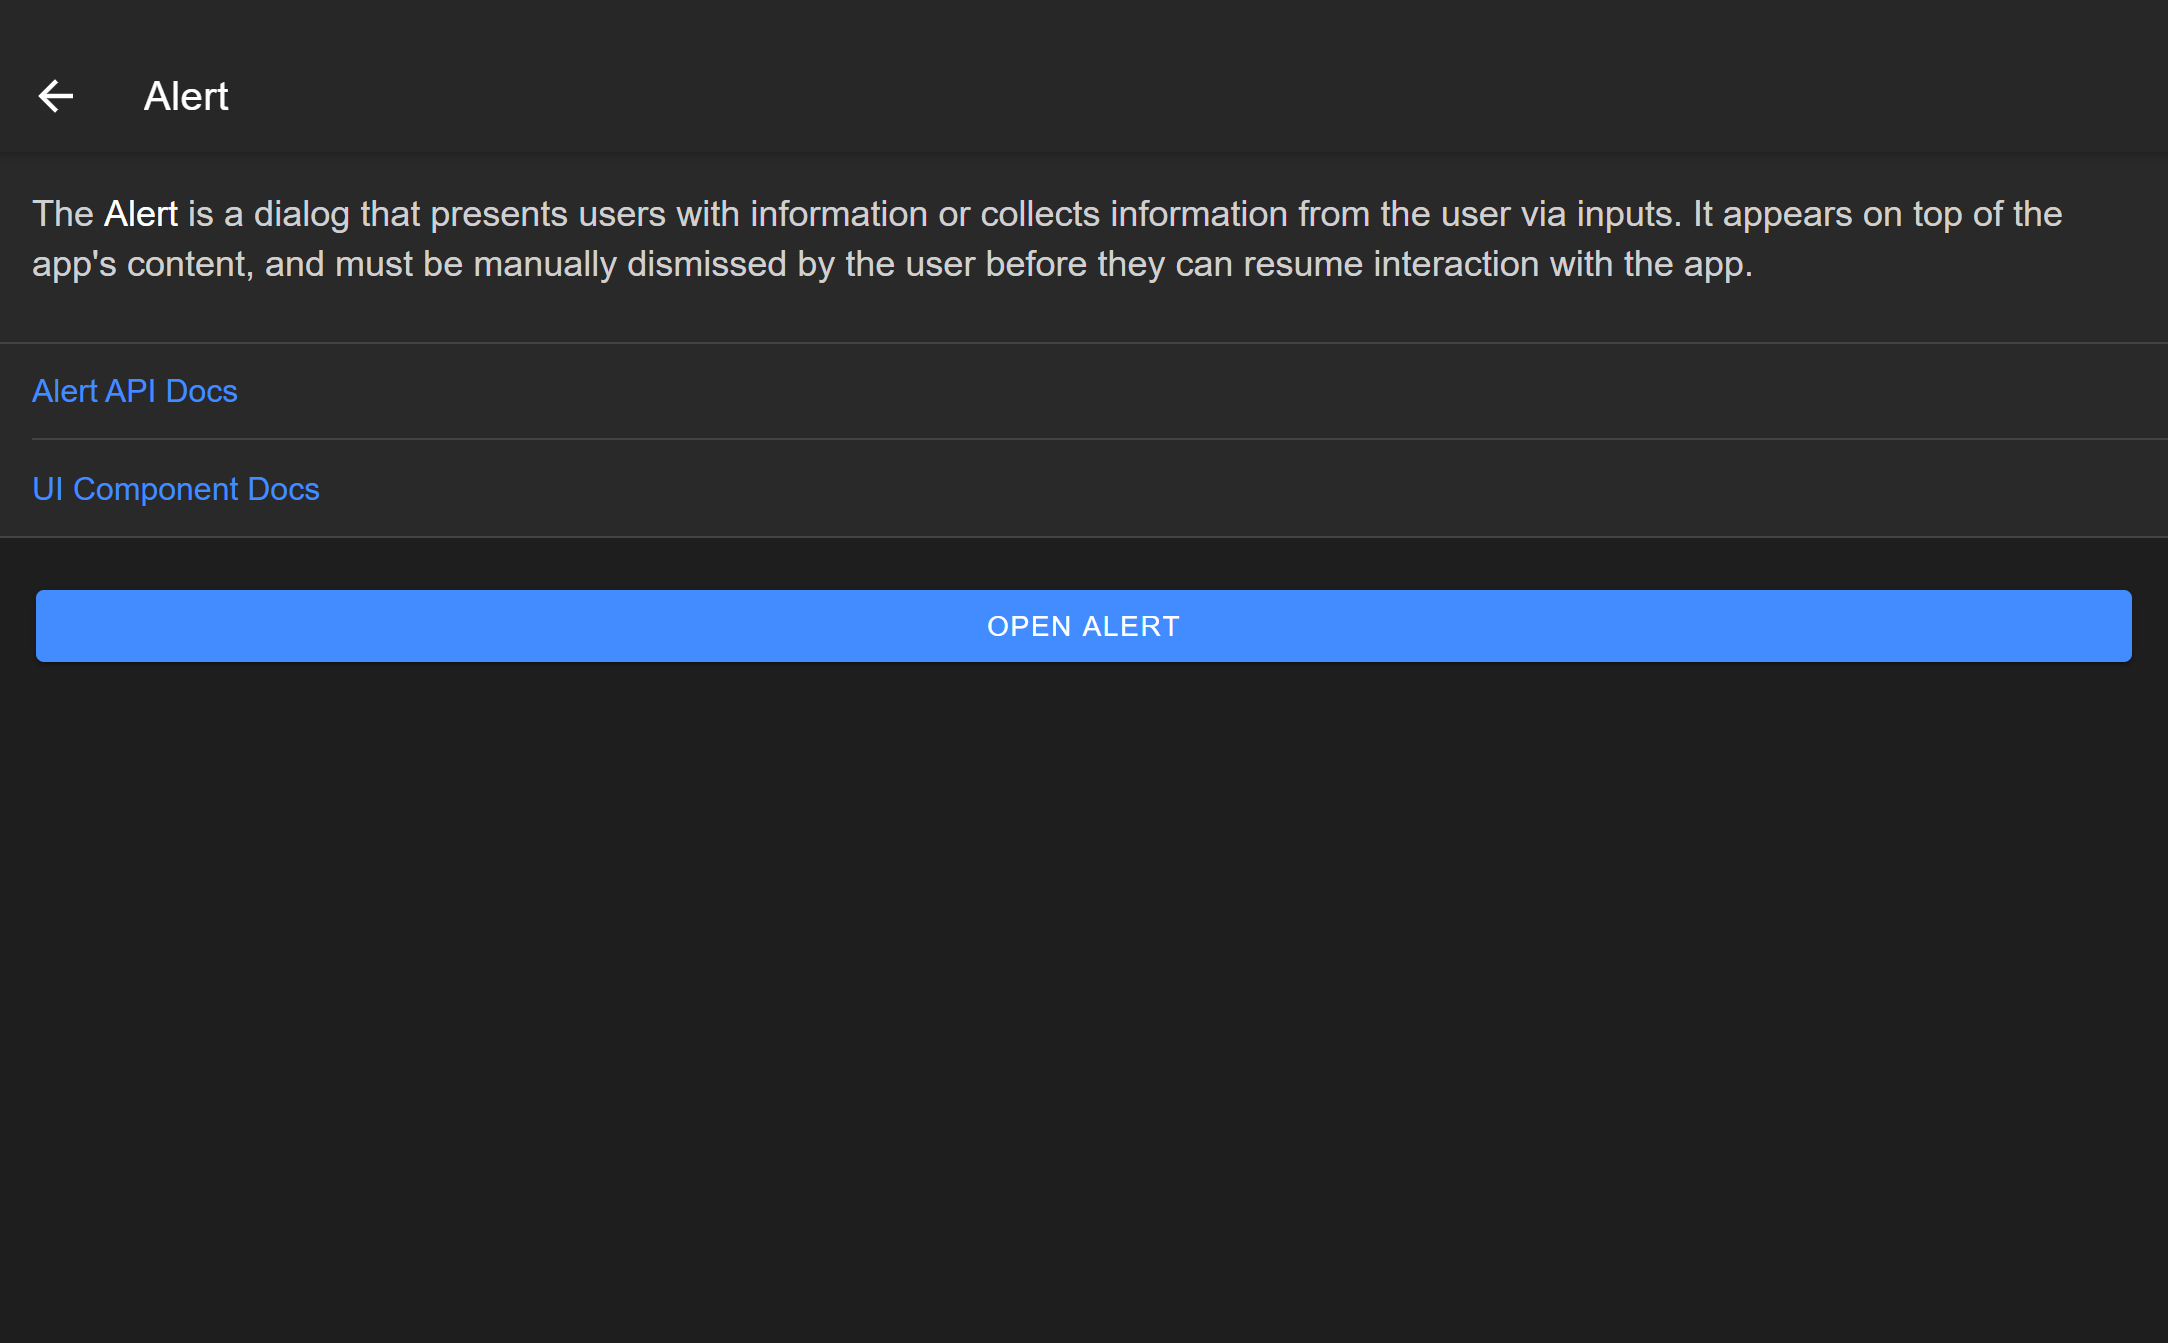 Alert
The Alert is a dialog that presents users with information or collects information from the user via inputs. It appears on top of the
app's content, and must be manually dismissed by the user before they can resume interaction with the app.
Alert API Docs
UI Component Docs
OPEN ALERT